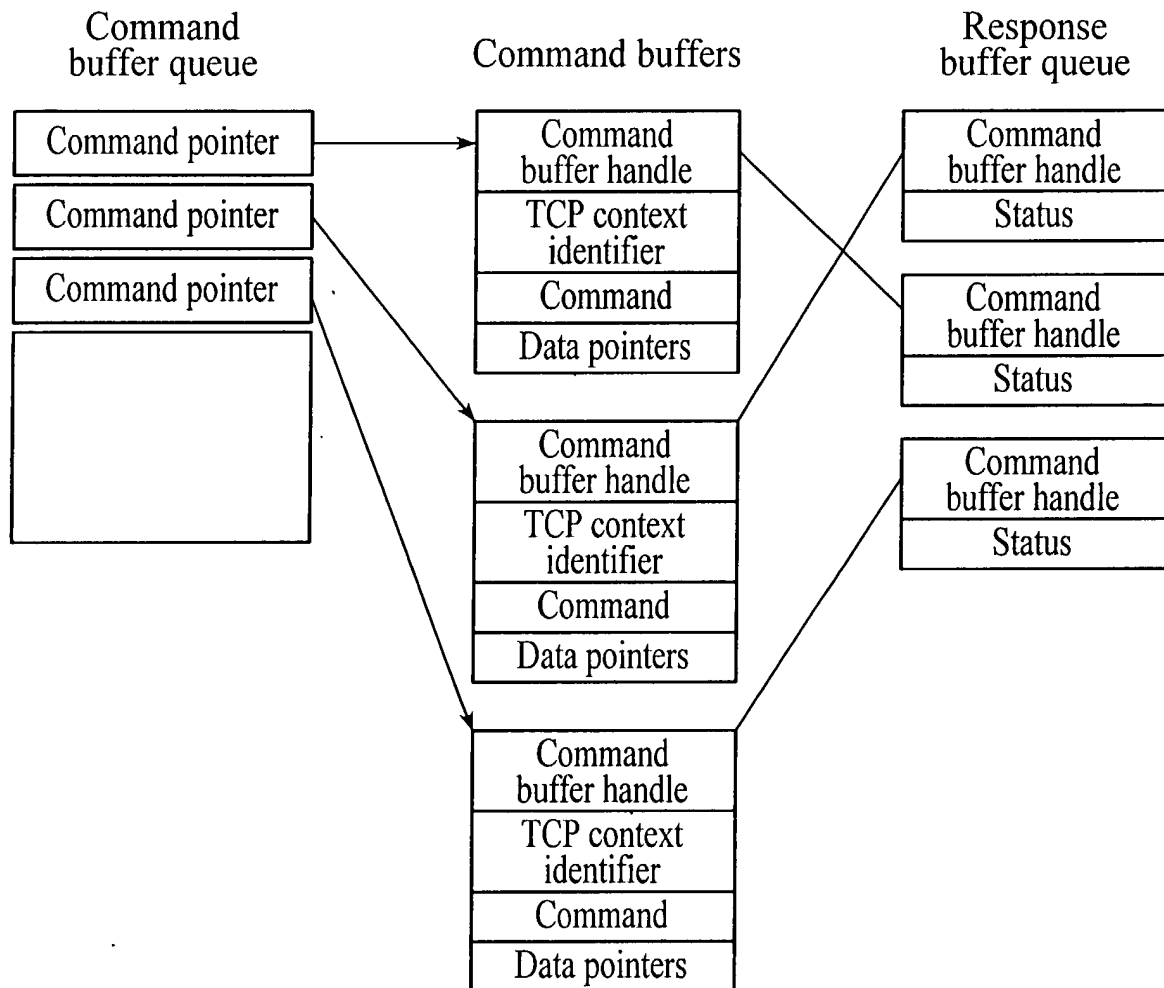 Command
buffer queue
Command pointer
Command pointer
Command pointer
Command buffers
Command
buffer handle
TCP context
identifier
Command
Data pointers
Command
buffer handle
TCP context
identifier
Command
Data pointers
Command
buffer handle
TCP context
identifier
Command
Data pointers
Response
buffer queue
Command
buffer handle
Status
Command
buffer handle
Status
Command
buffer handle
Status